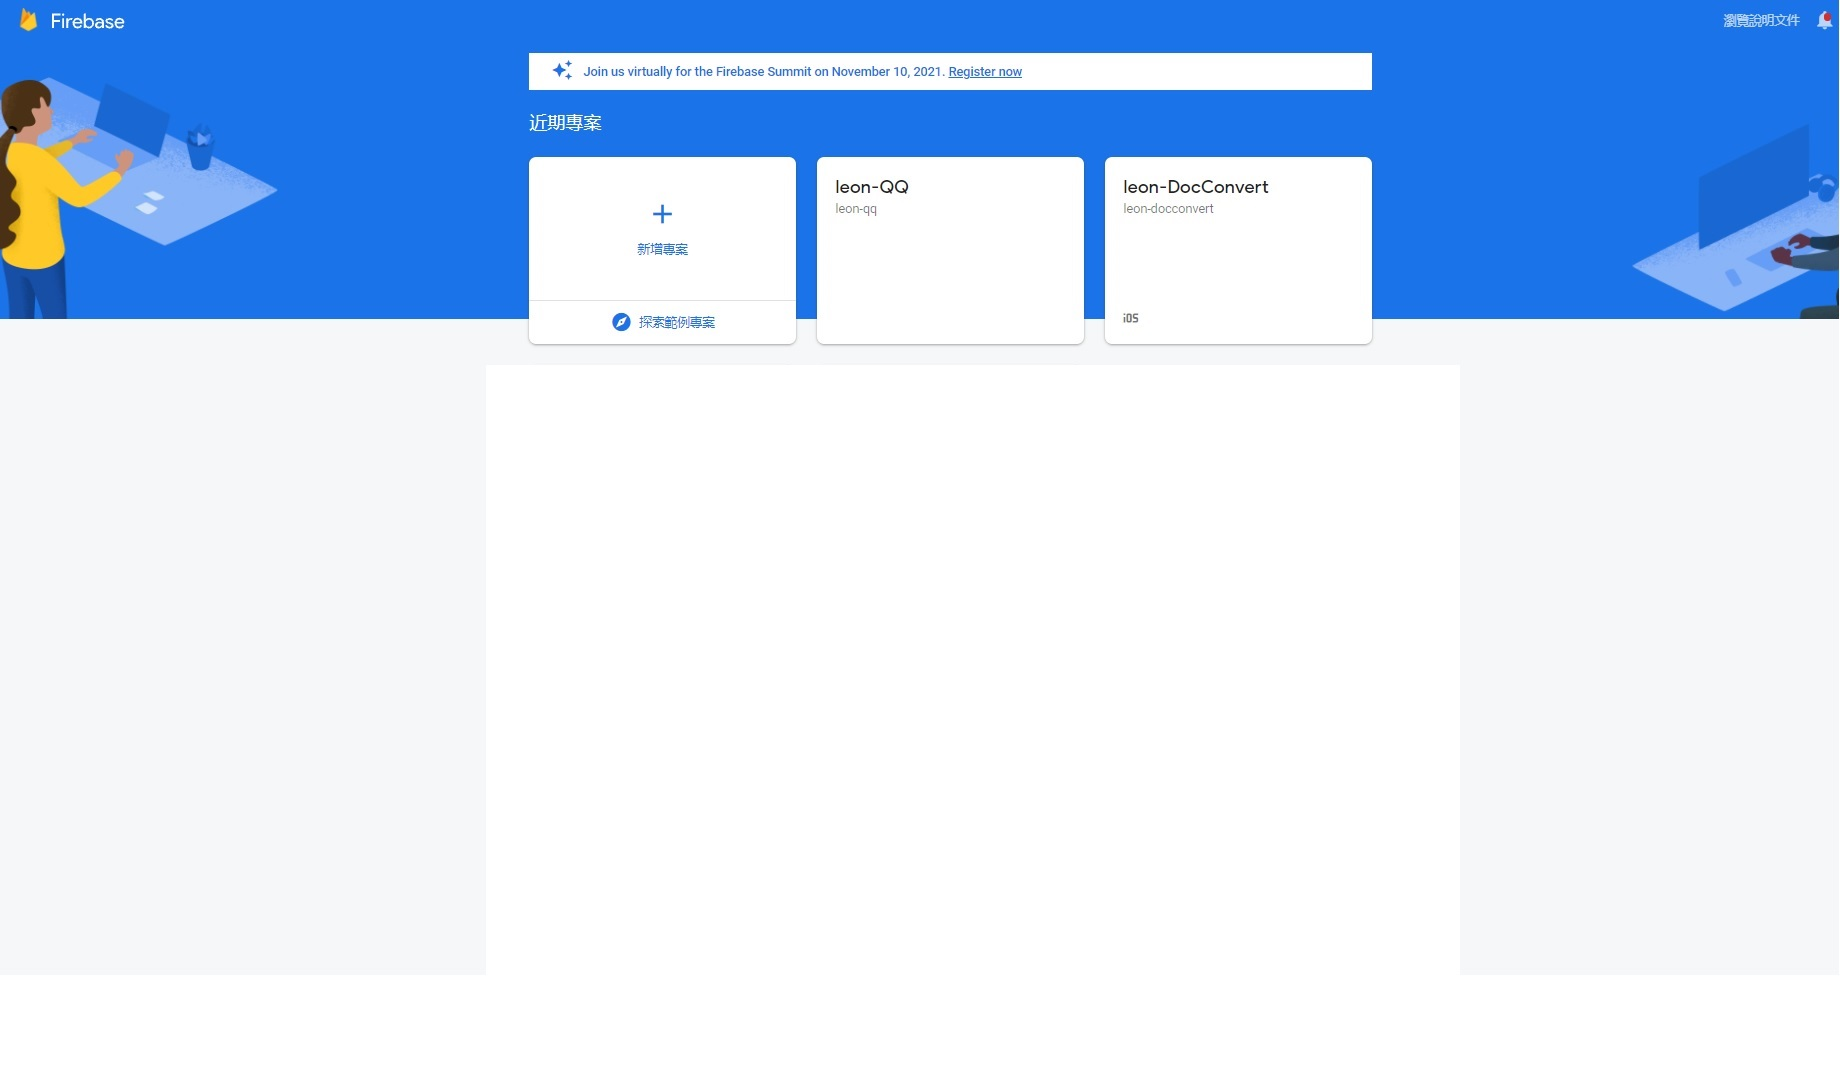 Firebase
瀏覽說明文件
Join us virtually for the Firebase Summit on November 10, 2021. Register now
近期專案
新增專案
探索範例專案
leon-QQ
leon-qq
leon-DocConvert
leon-docconvert
iOS